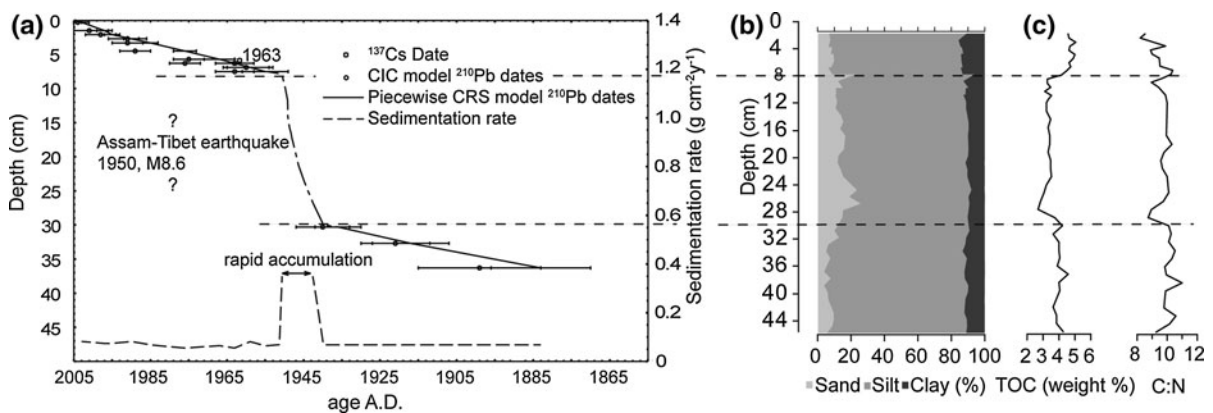 (a)
0
5
10
15
20
25
30
35
40
45
50
Depth (cm)
1963
¹³⁷Cs Date
CIC model ²¹⁰Pb dates
Piecewise CRS model ²¹⁰Pb dates
Sedimentation rate
?
Assam-Tibet earthquake
1950, M8.6
?
rapid accumulation
2005 1985 1965 1945 1925 1905 1885 1865
age A.D.
1.4
1.2
1.0
0.8
0.6
0.4
0.2
0
Sedimentation rate (g cm⁻²y⁻¹)
(b)
0
4
8
12
16
20
24
28
32
36
40
44
Depth (cm)
0 20 40 60 80 100
Sand Silt Clay (%)
(c)
2 3 4 5 6
TOC (weight %)
8 10 12
C:N